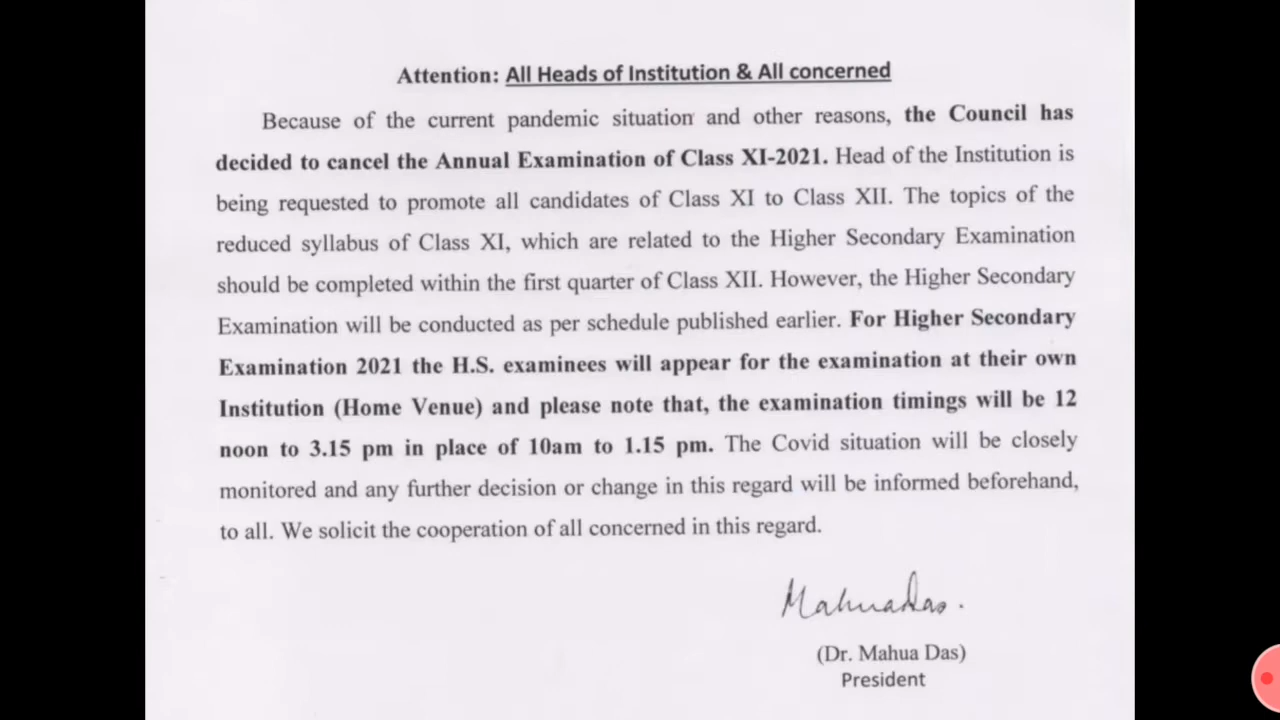 Attention: All Heads of Institution & All concerned
Because of the current pandemic situation and other reasons, the Council has
decided to cancel the Annual Examination of Class XI-2021. Head of the Institution is
being requested to promote all candidates of Class XI to Class XII. The topics of the
reduced syllabus of Class XI, which are related to the Higher Secondary Examination
should be completed within the first quarter of Class XII. However, the Higher Secondary
Examination will be conducted as per schedule published earlier. For Higher Secondary
Examination 2021 the H.S. examinees will appear for the examination at their own
Institution (Home Venue) and please note that, the examination timings will be 12
noon to 3.15 pm in place of 10am to 1.15 pm. The Covid situation will be closely
monitored and any further decision or change in this regard will be informed beforehand,
to all. We solicit the cooperation of all concerned in this regard.
Mahua Das.
(Dr. Mahua Das)
President